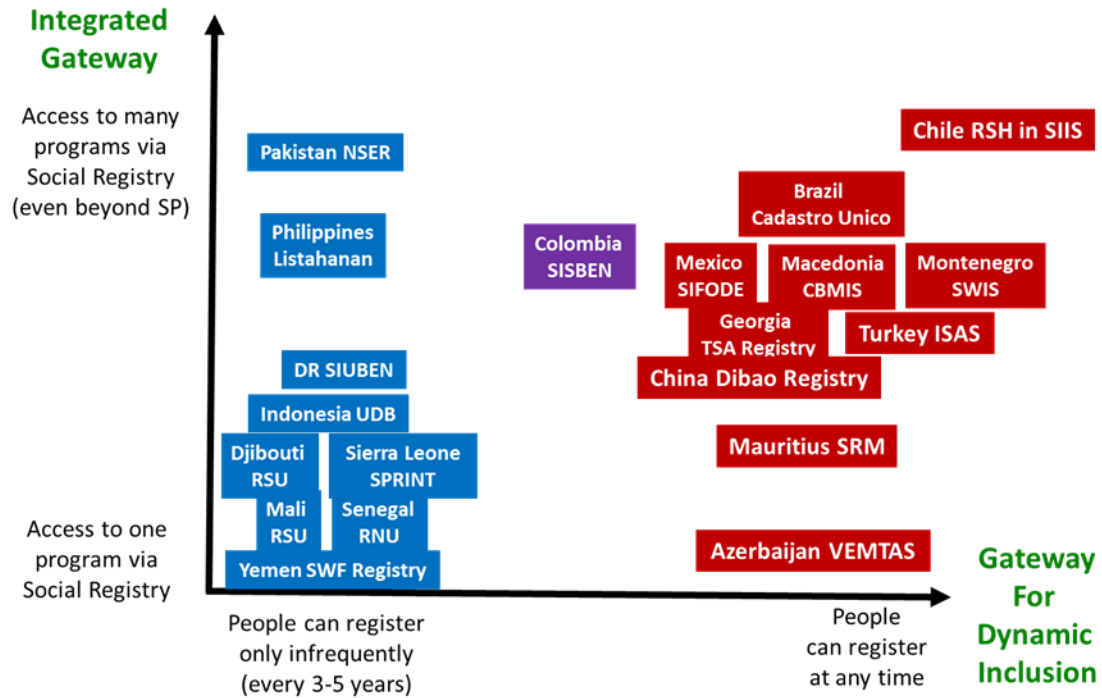 Integrated
Gateway
Access to many
programs via
Social Registry
(even beyond SP)
Pakistan NSER
Chile RSH in SIIS
Brazil
Cadastro Unico
Philippines
Listahanan
Colombia
SISBEN
Mexico
SIFODE
Macedonia
CBMIS
Montenegro
SWIS
Georgia
TSA Registry
Turkey ISAS
DR SIUBEN
China Dibao Registry
Indonesia UDB
Djibouti
RSU
Sierra Leone
SPRINT
Mauritius SRM
Mali
RSU
Senegal
RNU
Access to one
program via
Social Registry
Yemen SWF Registry
Azerbaijan VEMTAS
Gateway
For
Dynamic
Inclusion
People can register
only infrequently
(every 3-5 years)
People
can register
at any time